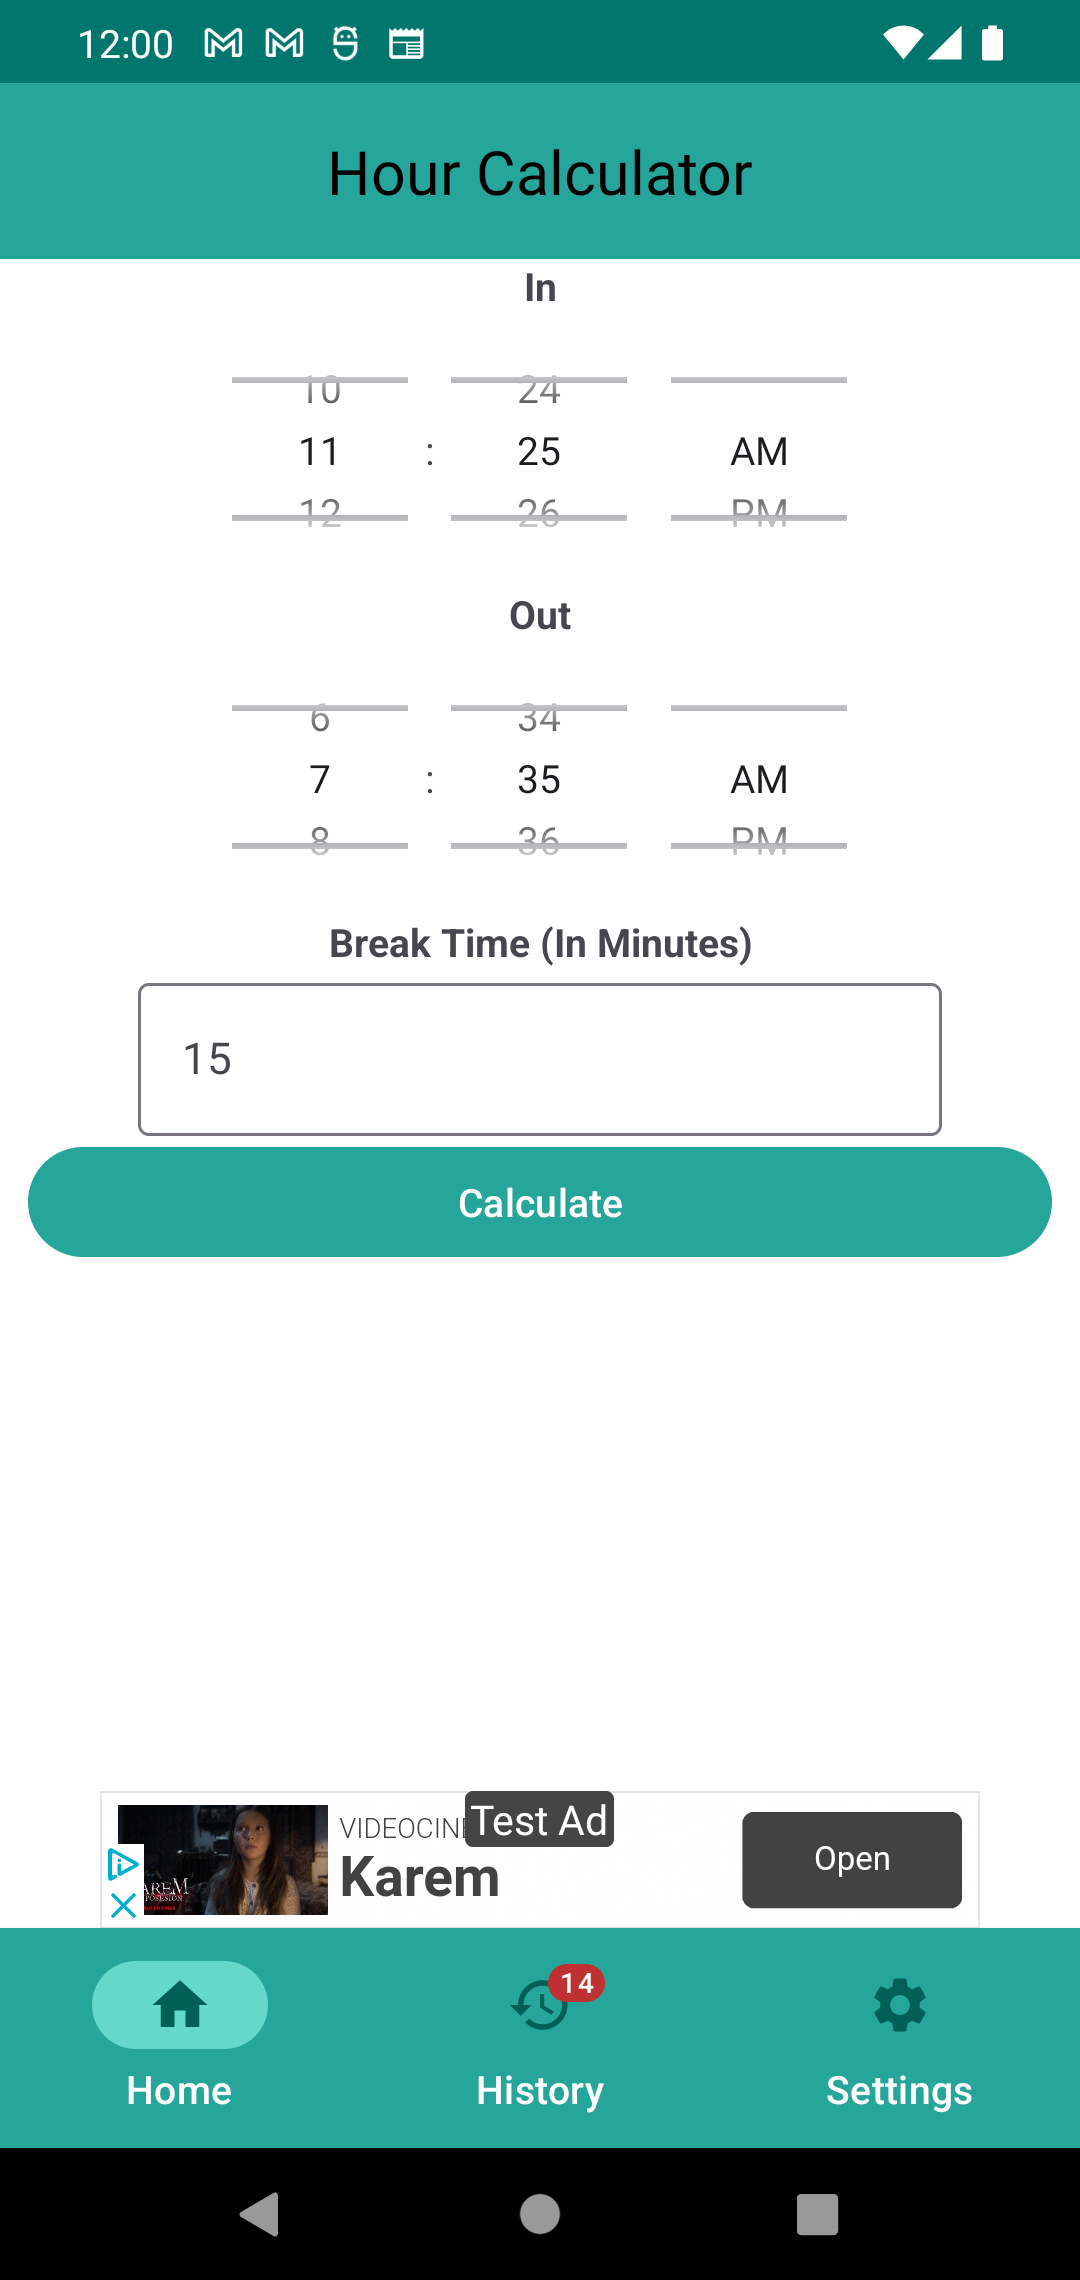 12:00
Hour Calculator
In
10 24
11 : 25 AM
12 26 PM
Out
6 34
7 : 35 AM
8 36 PM
Break Time (In Minutes)
15
Calculate
Test Ad
Karem
Open
14
Home History Settings